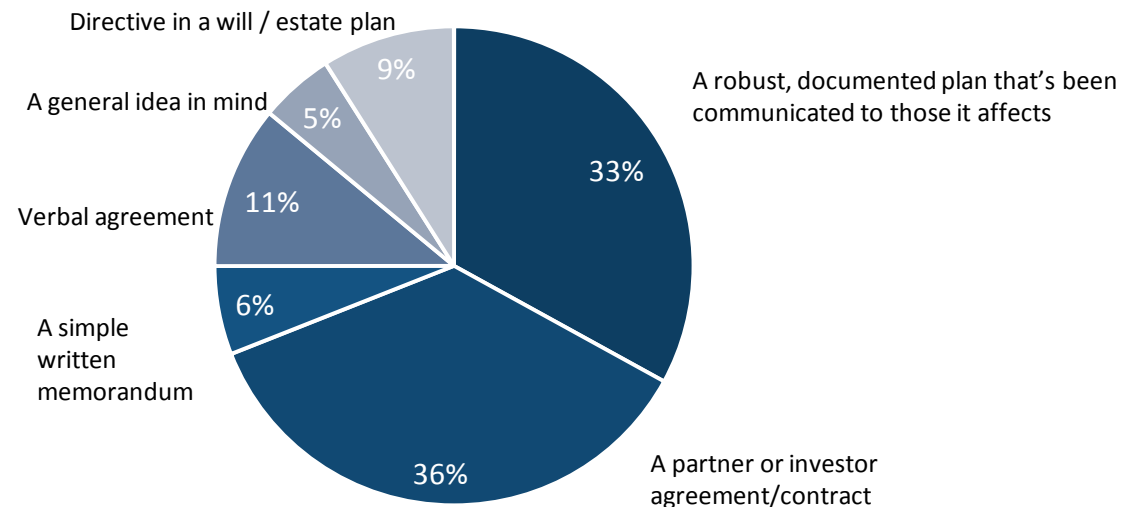 Directive in a will / estate plan
9%
A robust, documented plan that’s been
communicated to those it affects
A general idea in mind
5%
33%
11%
Verbal agreement
6%
A simple
written
memorandum
36%
A partner or investor
agreement/contract